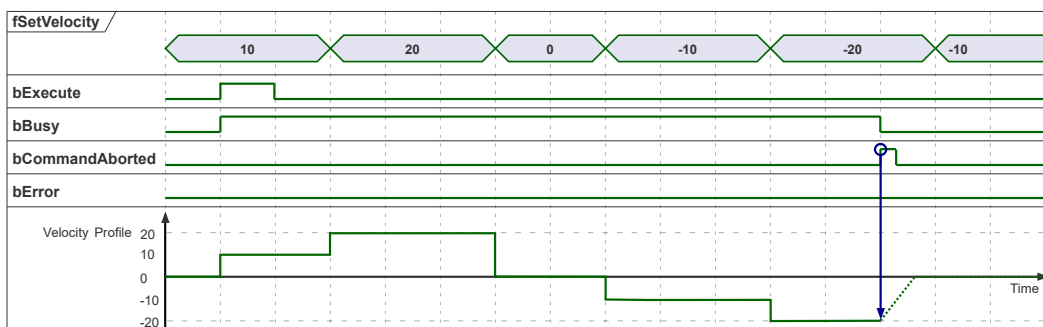 fSetVelocity
10 20 0 -10 -20 -10
bExecute
bBusy
bCommandAborted
bError
Velocity Profile 20
10
0
Time
-10
-20